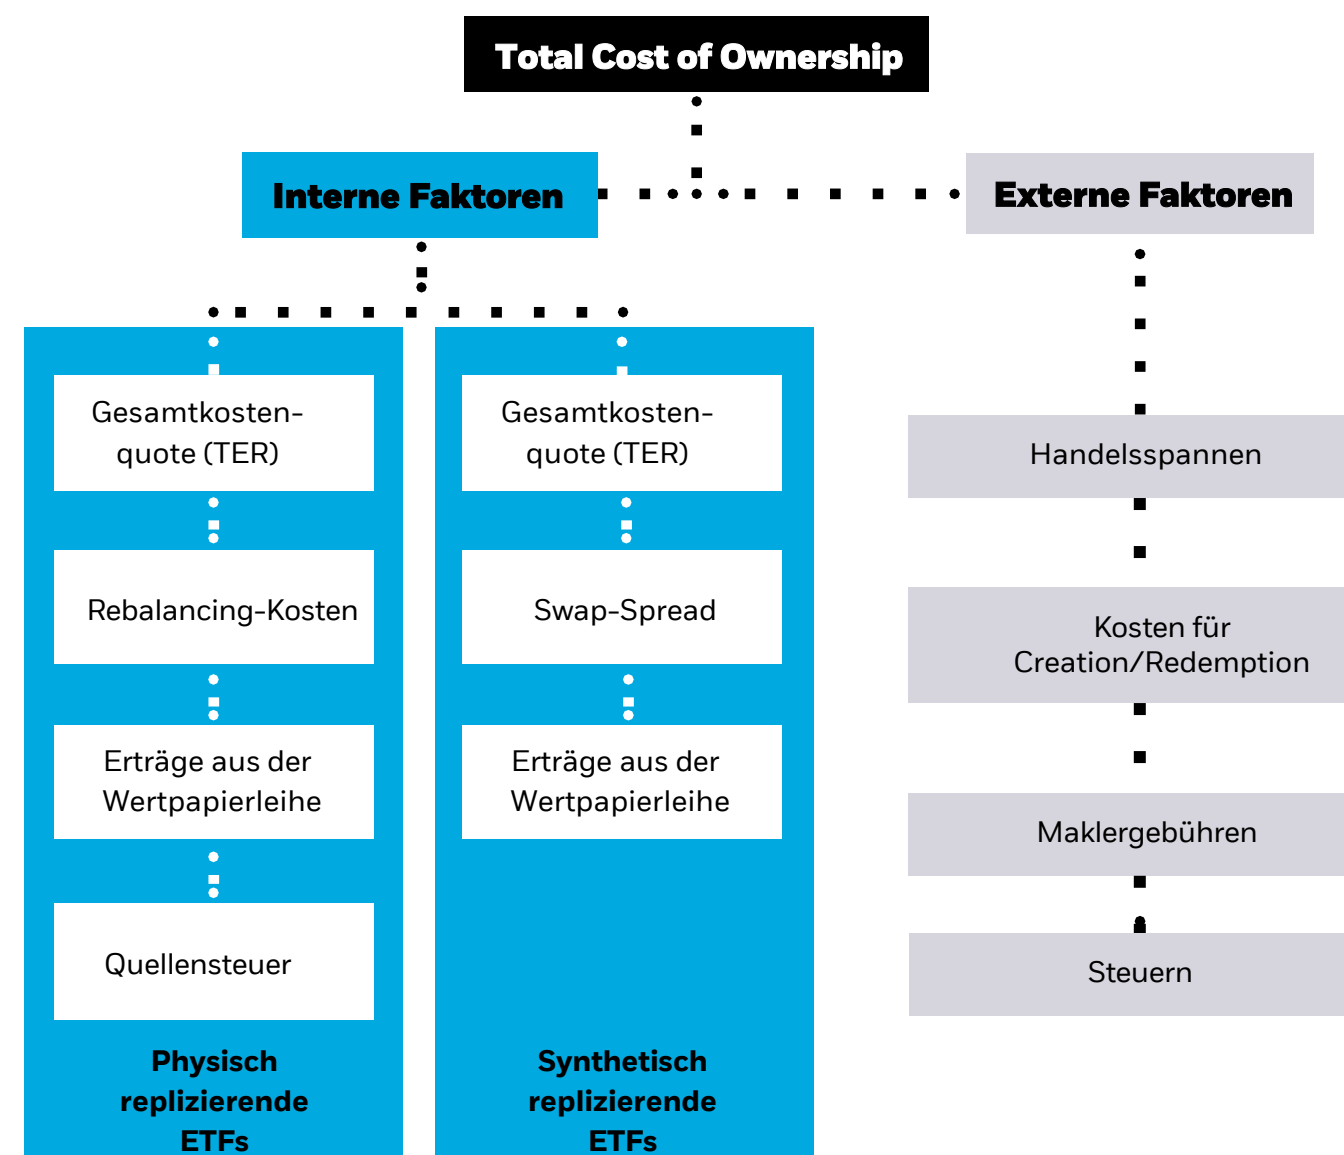 Total Cost of Ownership
Interne Faktoren
Externe Faktoren
Gesamtkosten-
quote (TER)
Rebalancing-Kosten
Erträge aus der
Wertpapierleihe
Quellensteuer
Physisch
replizierende
ETFs
Gesamtkosten-
quote (TER)
Swap-Spread
Erträge aus der
Wertpapierleihe
Synthetisch
replizierende
ETFs
Handelsspannen
Kosten für
Creation/Redemption
Maklergebühren
Steuern